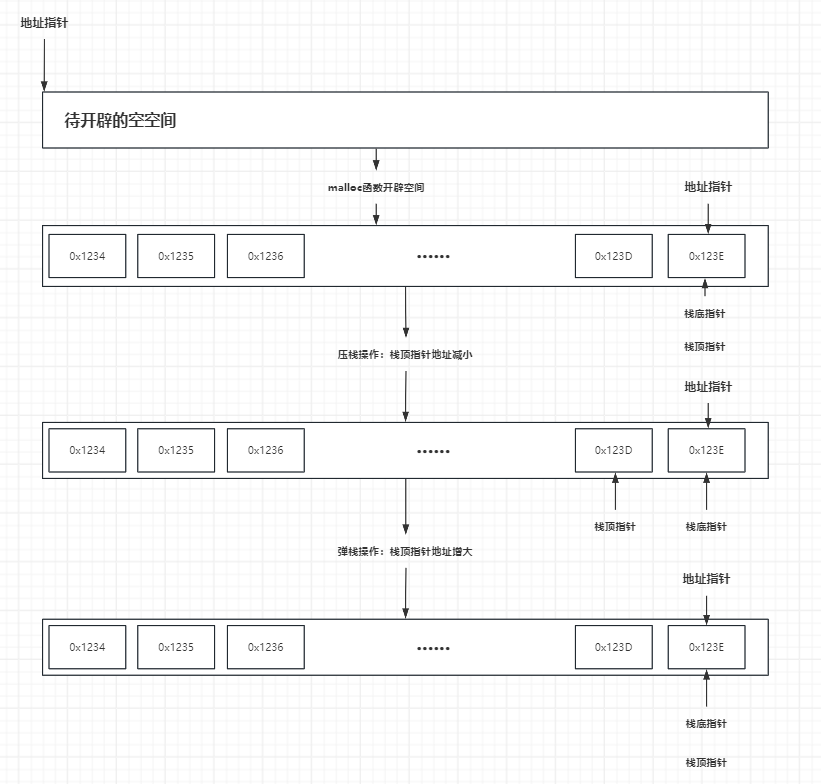 地址指针
待开辟的空空间
malloc函数开辟空间
地址指针
0x1234
0x1235
0x1236
······
0x123D
0x123E
栈底指针
栈顶指针
压栈操作：栈顶指针地址减小
地址指针
0x1234
0x1235
0x1236
······
0x123D
0x123E
栈顶指针
栈底指针
弹栈操作：栈顶指针地址增大
地址指针
0x1234
0x1235
0x1236
······
0x123D
0x123E
栈底指针
栈顶指针